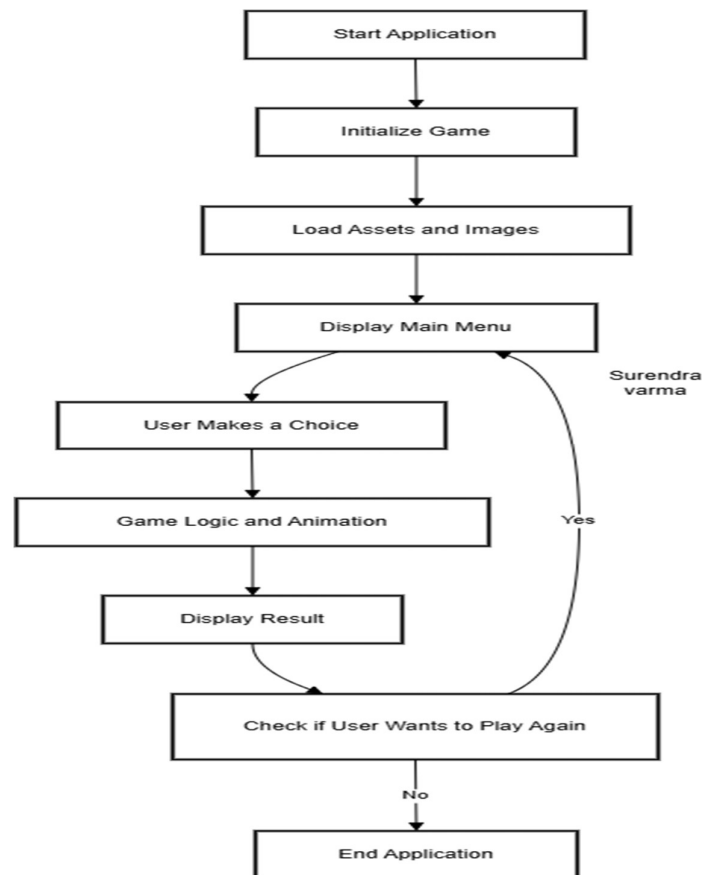 Start Application
Initialize Game
Load Assets and Images
Display Main Menu
Surendra
varma
User Makes a Choice
Game Logic and Animation
Yes
Display Result
Check if User Wants to Play Again
No
End Application